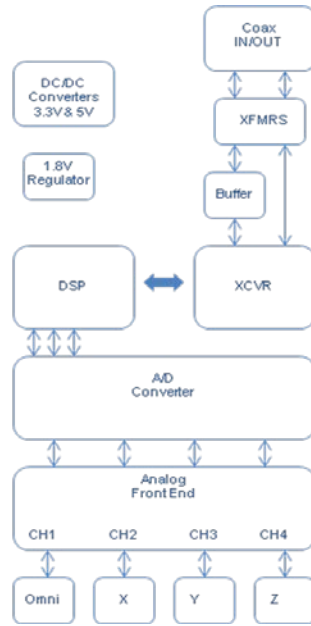 Coax
IN/OUT
DC/DC
Converters
3.3V & 5V
XFMRS
1.8V
Regulator
Buffer
DSP
XCVR
A/D
Converter
Analog
Front End
CH1 CH2 CH3 CH4
Omni X Y Z